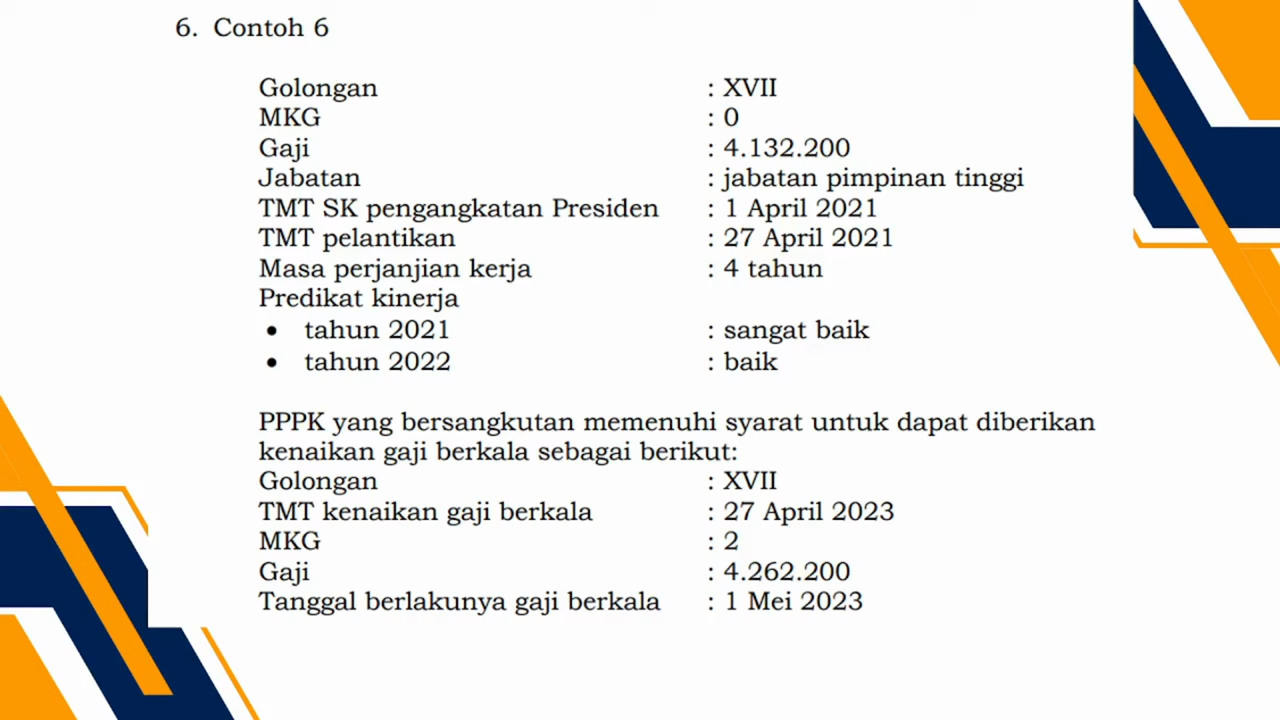 6. Contoh 6
Golongan : XVII
MKG : 0
Gaji : 4.132.200
Jabatan : jabatan pimpinan tinggi
TMT SK pengangkatan Presiden : 1 April 2021
TMT pelantikan : 27 April 2021
Masa perjanjian kerja : 4 tahun
Predikat kinerja
• tahun 2021 : sangat baik
• tahun 2022 : baik
PPPK yang bersangkutan memenuhi syarat untuk dapat diberikan
kenaikan gaji berkala sebagai berikut:
Golongan : XVII
TMT kenaikan gaji berkala : 27 April 2023
MKG : 2
Gaji : 4.262.200
Tanggal berlakunya gaji berkala : 1 Mei 2023